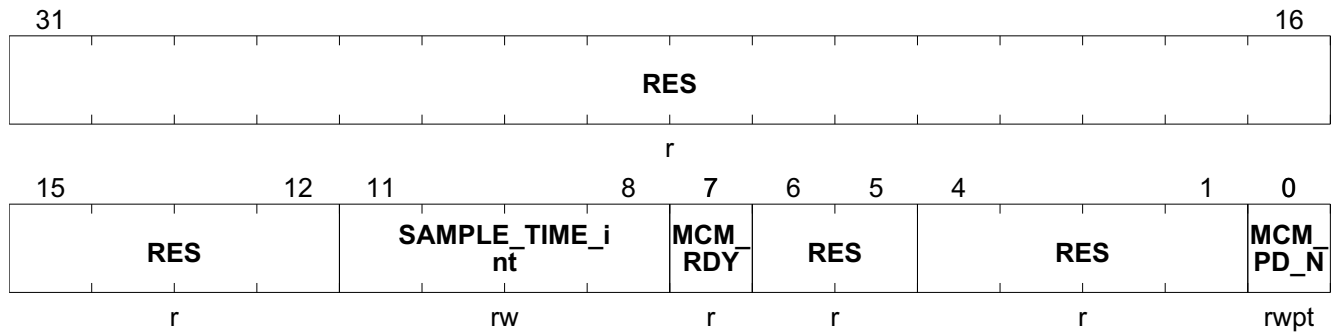 31 16
RES
r
15 12 11 8 7 6 5 4 1 0
RES SAMPLE_TIME_i MCM_ RES RES MCM_
nt RDY PD_N
r rw r r r rwpt